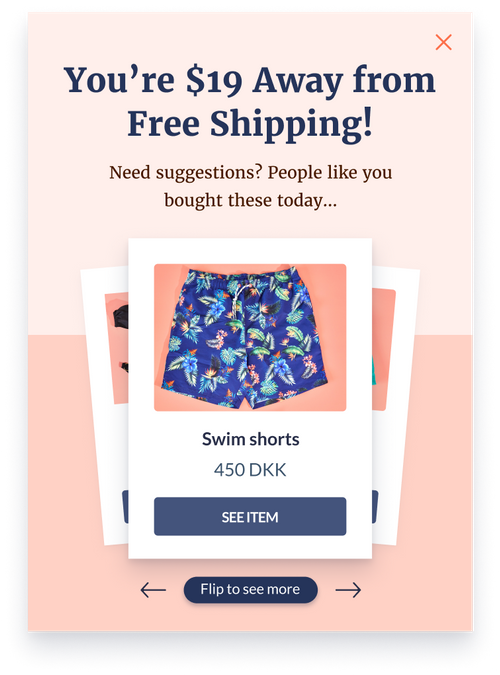 You’re $19 Away from
Free Shipping!
Need suggestions? People like you
bought these today...
Swim shorts
450 DKK
SEE ITEM
Flip to see more